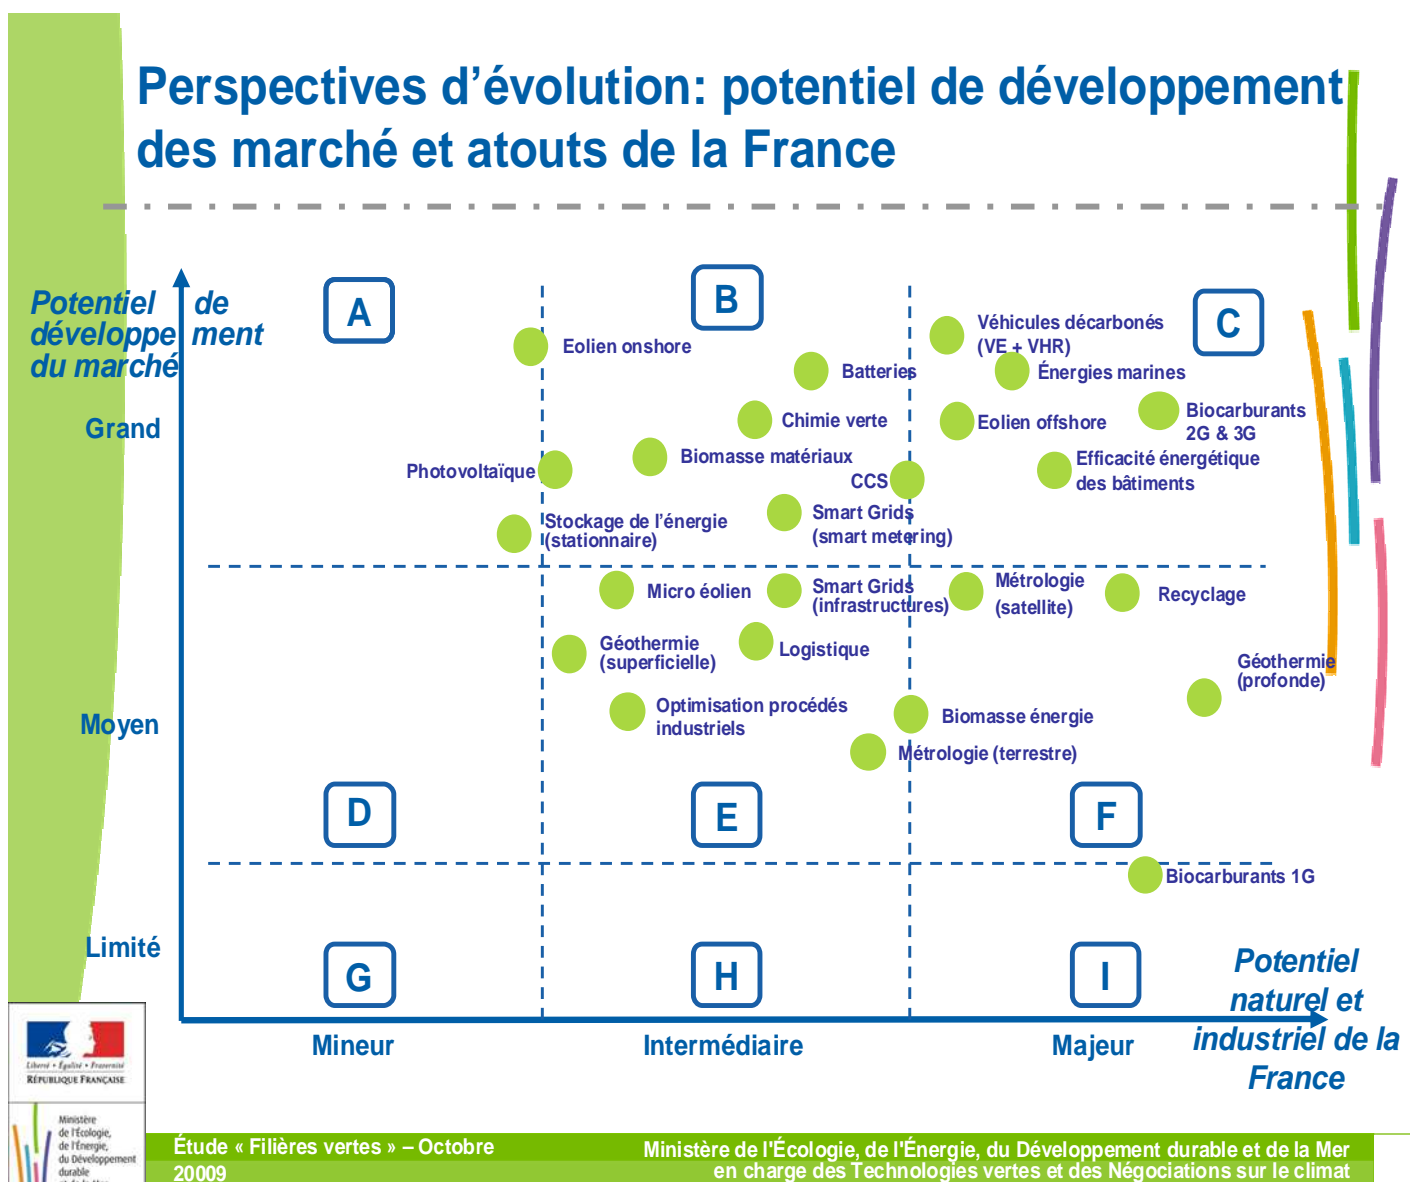 Perspectives d’évolution: potentiel de développement
des marché et atouts de la France
Potentiel de
développe ment
du marché
A
B
C
Véhicules décarbonés
(VE + VHR)
Eolien onshore
Batteries
Énergies marines
Grand
Chimie verte
Eolien offshore
Biocarburants
2G & 3G
Photovoltaïque
Biomasse matériaux
CCS
Efficacité énergétique
des bâtiments
Stockage de l’énergie
(stationnaire)
Smart Grids
(smart metering)
Micro éolien
Smart Grids
(infrastructures)
Métrologie
(satellite)
Recyclage
Géothermie
(superficielle)
Logistique
Géothermie
(profonde)
Moyen
Optimisation procédés
industriels
Biomasse énergie
Métrologie (terrestre)
D
E
F
Biocarburants 1G
Limité
G
H
I
Potentiel
naturel et
industriel de la
France
Mineur
Intermédiaire
Majeur
Liberté • Égalité • Fraternité
RÉPUBLIQUE FRANÇAISE
Ministère
de l'Écologie,
de l'Énergie,
du Développement
durable
Étude « Filières vertes » – Octobre
20009
Ministère de l'Écologie, de l'Énergie, du Développement durable et de la Mer
en charge des Technologies vertes et des Négociations sur le climat